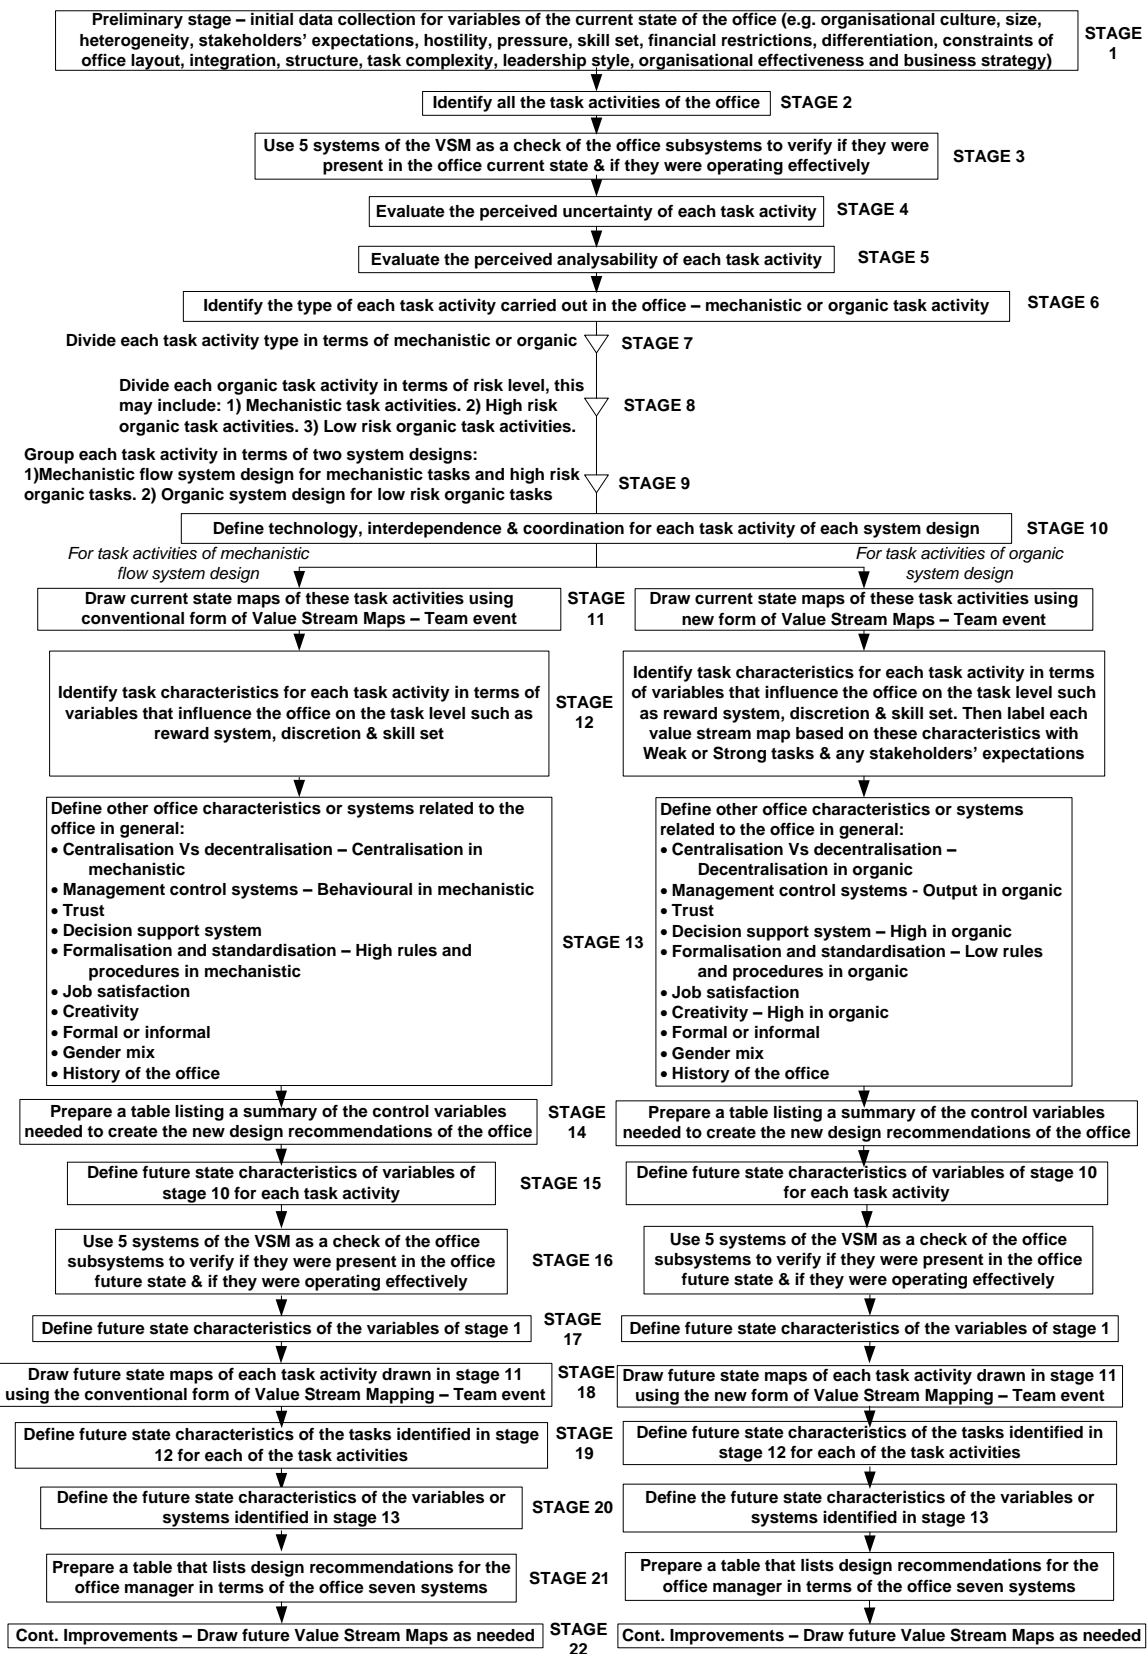 Preliminary stage – initial data collection for variables of the current state of the office (e.g. organisational culture, size,
heterogeneity, stakeholders' expectations, hostility, pressure, skill set, financial restrictions, differentiation, constraints of
office layout, integration, structure, task complexity, leadership style, organisational effectiveness and business strategy)
STAGE
1
Identify all the task activities of the office
STAGE 2
Use 5 systems of the VSM as a check of the office subsystems to verify if they were
present in the office current state & if they were operating effectively
STAGE 3
Evaluate the perceived uncertainty of each task activity
STAGE 4
Evaluate the perceived analysability of each task activity
STAGE 5
Identify the type of each task activity carried out in the office – mechanistic or organic task activity
STAGE 6
Divide each task activity type in terms of mechanistic or organic
STAGE 7
Divide each organic task activity in terms of risk level, this
may include: 1) Mechanistic task activities. 2) High risk
organic task activities. 3) Low risk organic task activities.
STAGE 8
Group each task activity in terms of two system designs:
1)Mechanistic flow system design for mechanistic tasks and high risk
organic tasks. 2) Organic system design for low risk organic tasks
STAGE 9
Define technology, interdependence & coordination for each task activity of each system design
STAGE 10
For task activities of mechanistic
flow system design
For task activities of organic
system design
Draw current state maps of these task activities using
conventional form of Value Stream Maps – Team event
STAGE
11
Draw current state maps of these task activities using
new form of Value Stream Maps – Team event
Identify task characteristics for each task activity in terms of
variables that influence the office on the task level such as
reward system, discretion & skill set
STAGE
12
Identify task characteristics for each task activity in terms
of variables that influence the office on the task level such
as reward system, discretion & skill set. Then label each
value stream map based on these characteristics with
Weak or Strong tasks & any stakeholders' expectations
Define other office characteristics or systems related to the
office in general:
• Centralisation Vs decentralisation – Centralisation in
mechanistic
• Management control systems – Behavioural in mechanistic
• Trust
• Decision support system
• Formalisation and standardisation – High rules and
procedures in mechanistic
• Job satisfaction
• Creativity
• Formal or informal
• Gender mix
• History of the office
STAGE 13
Define other office characteristics or systems
related to the office in general:
• Centralisation Vs decentralisation –
Decentralisation in organic
• Management control systems - Output in organic
• Trust
• Decision support system – High in organic
• Formalisation and standardisation – Low rules
and procedures in organic
• Job satisfaction
• Creativity – High in organic
• Formal or informal
• Gender mix
• History of the office
Prepare a table listing a summary of the control variables
needed to create the new design recommendations of the office
STAGE
14
Prepare a table listing a summary of the control variables
needed to create the new design recommendations of the office
Define future state characteristics of variables of
stage 10 for each task activity
STAGE 15
Define future state characteristics of variables of stage 10
for each task activity
Use 5 systems of the VSM as a check of the office
subsystems to verify if they were present in the office
future state & if they were operating effectively
STAGE 16
Use 5 systems of the VSM as a check of the office
subsystems to verify if they were present in the office
future state & if they were operating effectively
Define future state characteristics of the variables of stage 1
STAGE
17
Define future state characteristics of the variables of stage 1
Draw future state maps of each task activity drawn in stage 11
using the conventional form of Value Stream Mapping – Team event
STAGE
18
Draw future state maps of each task activity drawn in stage 11
using the new form of Value Stream Mapping – Team event
Define future state characteristics of the tasks identified in stage
12 for each of the task activities
STAGE
19
Define future state characteristics of the tasks identified in
stage 12 for each of the task activities
Define the future state characteristics of the variables or
systems identified in stage 13
STAGE 20
Define the future state characteristics of the variables or
systems identified in stage 13
Prepare a table that lists design recommendations for the
office manager in terms of the office seven systems
STAGE 21
Prepare a table that lists design recommendations for the
office manager in terms of the office seven systems
Cont. Improvements – Draw future Value Stream Maps as needed
STAGE
22
Cont. Improvements – Draw future Value Stream Maps as needed